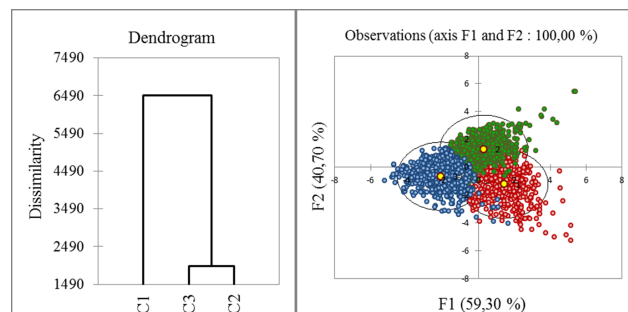 Dendrogram
7490
6490
5490
4490
3490
2490
1490
Dissimilarity
C1
C3
C2
Observations (axis F1 and F2 : 100,00 %)
8
6
4
2
0
-2
-4
-6
-8
-8 -6 -4 -2 0 2 4 6 8
2
F2 (40,70 %)
F1 (59,30 %)